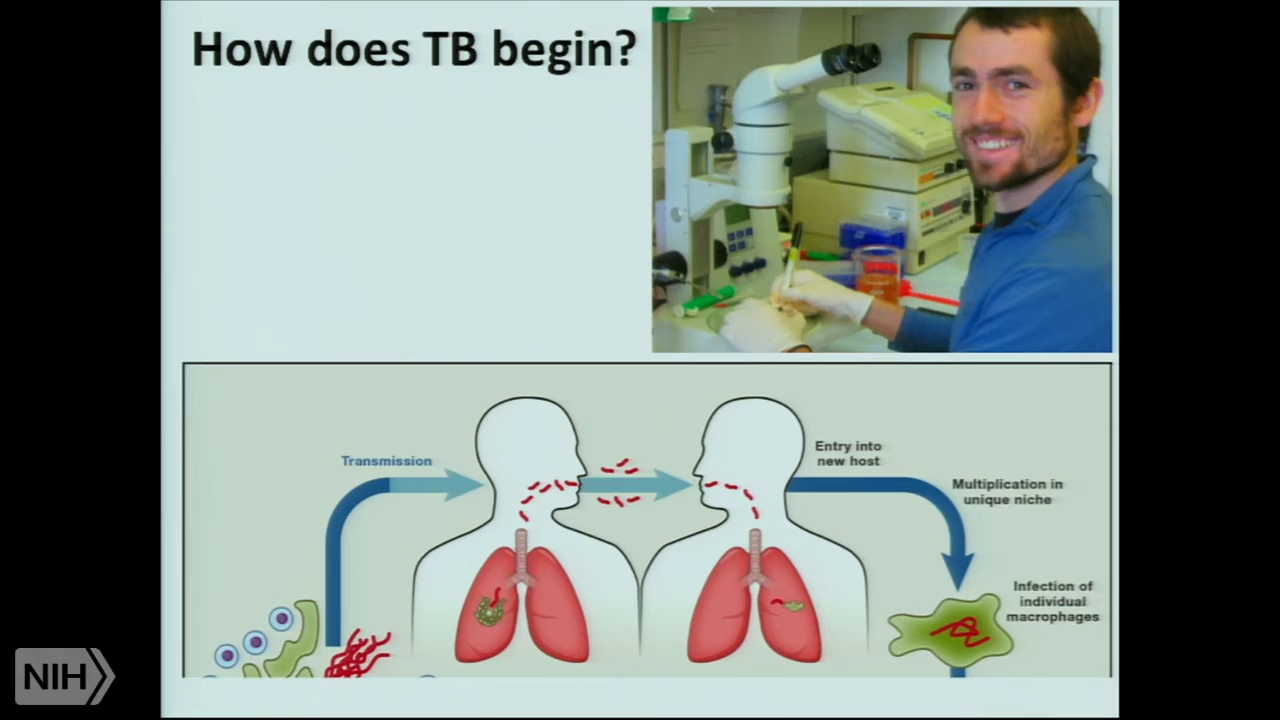 How does TB begin?
Transmission
Entry into
new host
Multiplication in
unique niche
Infection of
individual
macrophages
NIH